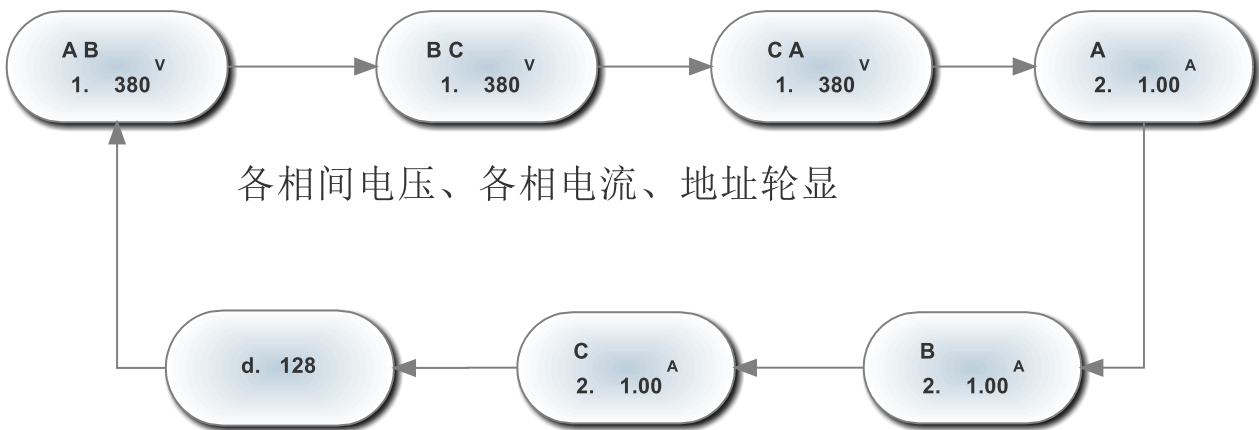 A B
1. 380 V
B C
1. 380 V
C A
1. 380 V
A
2. 1.00 A
各相间电压、各相电流、地址轮显
B
2. 1.00 A
C
2. 1.00 A
d. 128